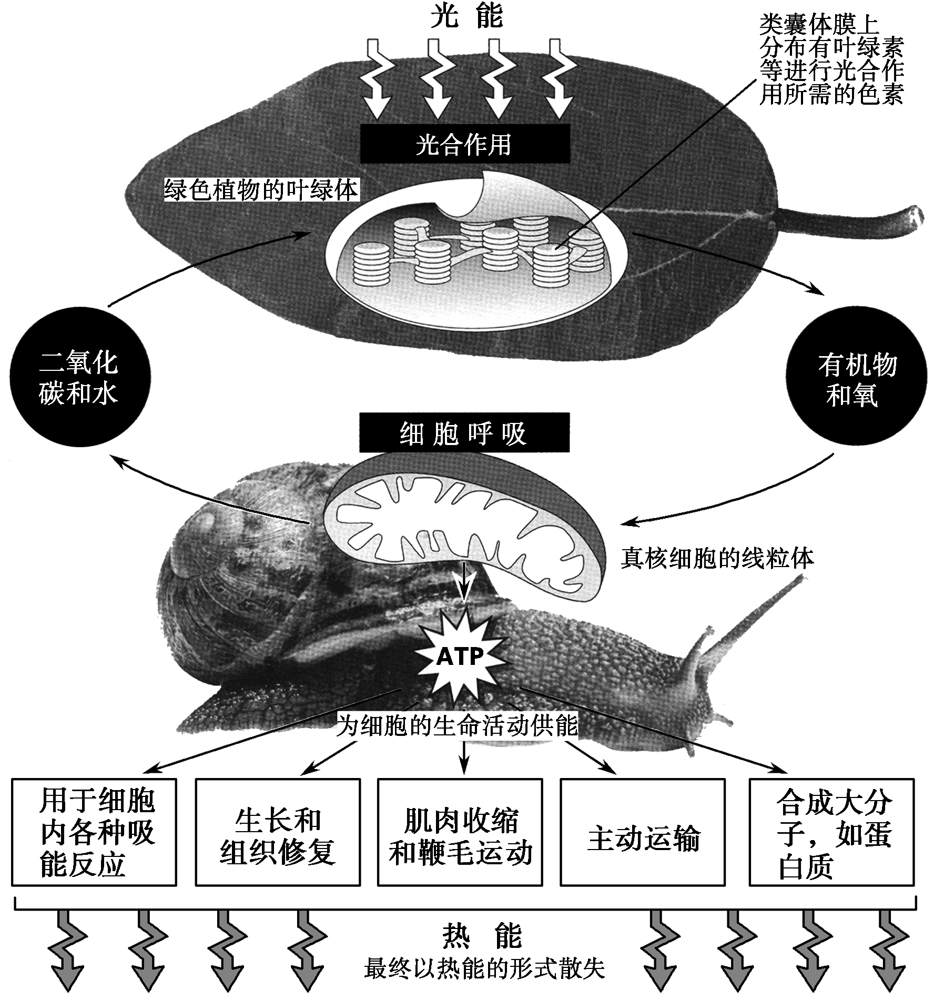 光 能
类囊体膜上
分布有叶绿素
等进行光合作
用所需的色素
光合作用
绿色植物的叶绿体
二氧化
碳和水
有机物
和氧
细胞呼吸
真核细胞的线粒体
ATP
为细胞的生命活动供能
用于细胞
内各种吸
能反应
生长和
组织修复
肌肉收缩
和鞭毛运动
主动运输
合成大分
子，如蛋
白质
热 能
最终以热能的形式散失